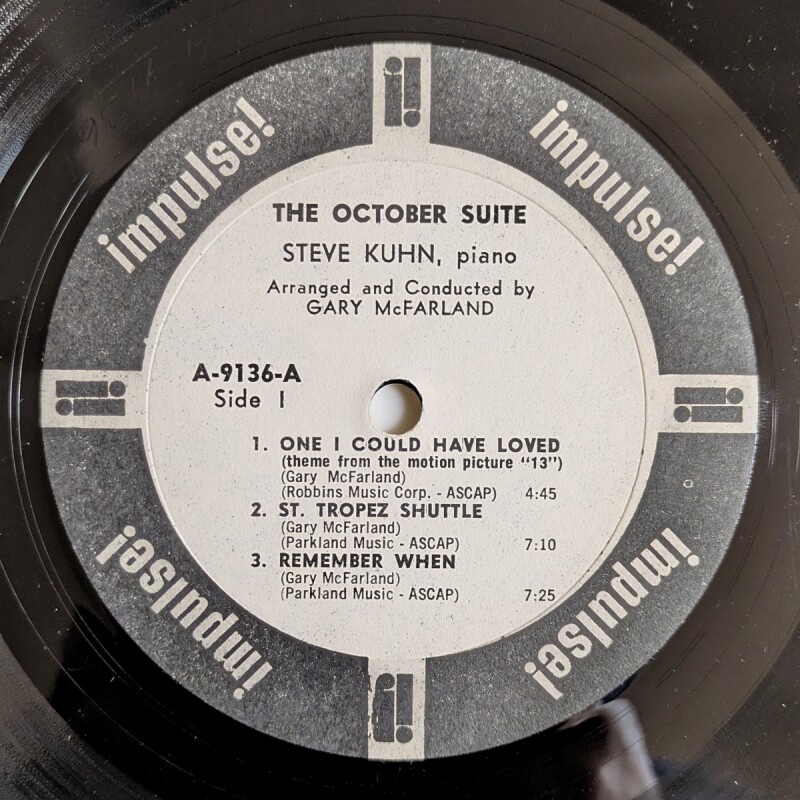 impulse!
impulse!
THE OCTOBER SUITE
STEVE KUHN, piano
Arranged and Conducted by
GARY McFARLAND
A-9136-A
Side 1
1. ONE I COULD HAVE LOVED
(theme from the motion picture "13")
(Gary McFarland)
(Robbins Music Corp. - ASCAP) 4:45
2. ST. TROPEZ SHUTTLE
(Gary McFarland)
(Parkland Music - ASCAP) 7:10
3. REMEMBER WHEN
(Gary McFarland)
(Parkland Music - ASCAP) 7:25
impulse!
impulse!